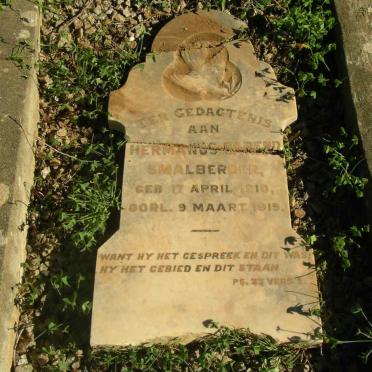 TER GEDACHTENIS
AAN
HERMANUS
SMALBERGER,
GEB 17 APRIL 1910,
OORL. 9 MAART 1919.
WANT HY HET GESPREEK EN DIT WAS
HY HET GEBIED EN DIT STAAN
PS. 33 VERS